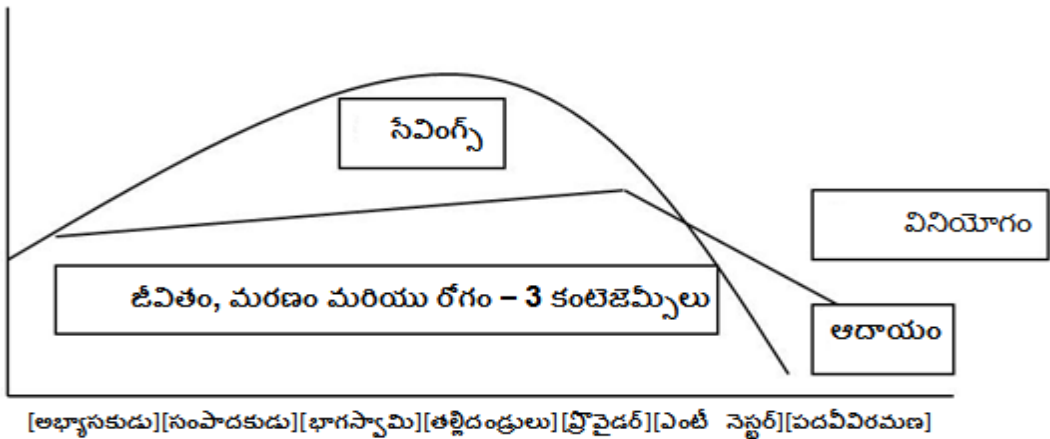 సేవింగ్స్
వినియోగం
జీవితం, మరణం మరియు రోగం – 3 కంటెజెమ్సీలు
ఆదాయం
[అభ్యాసకుడు][సంపాదకుడు][భాగస్వామి][తల్లిదండ్రులు][ప్రొవైడర్][ఎంటీ నెస్టర్][పదవీవిరమణ]